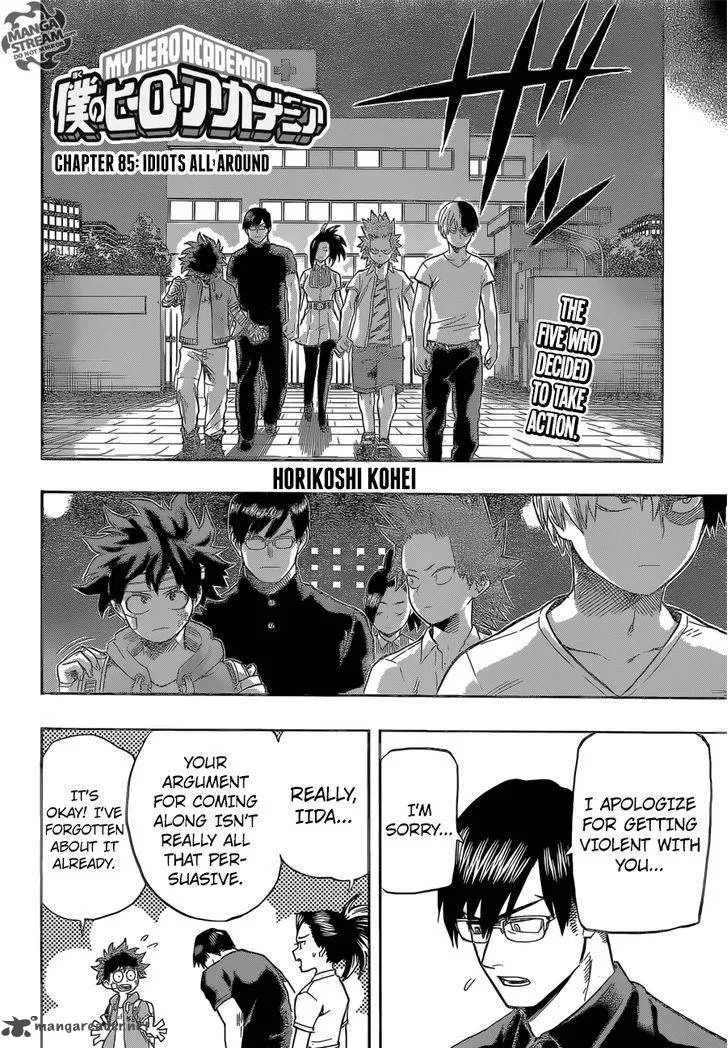 MANGA
STREAM
.COM
DO NOT MIRROR
MY HERO ACADEMIA
僕のヒーローアカデミア
CHAPTER 85: IDIOTS ALL AROUND
THE
FIVE WHO
DECIDED
TO TAKE
ACTION.
HORIKOSHI KOHEI
I APOLOGIZE
FOR GETTING
VIOLENT WITH
YOU...
I'M
SORRY...
REALLY,
IIDA...
YOUR
ARGUMENT
FOR COMING
ALONG ISN'T
REALLY ALL
THAT PER-
SUASIVE.
IT'S
OKAY! I'VE
FORGOTTEN
ABOUT IT
ALREADY.
mangareader.net